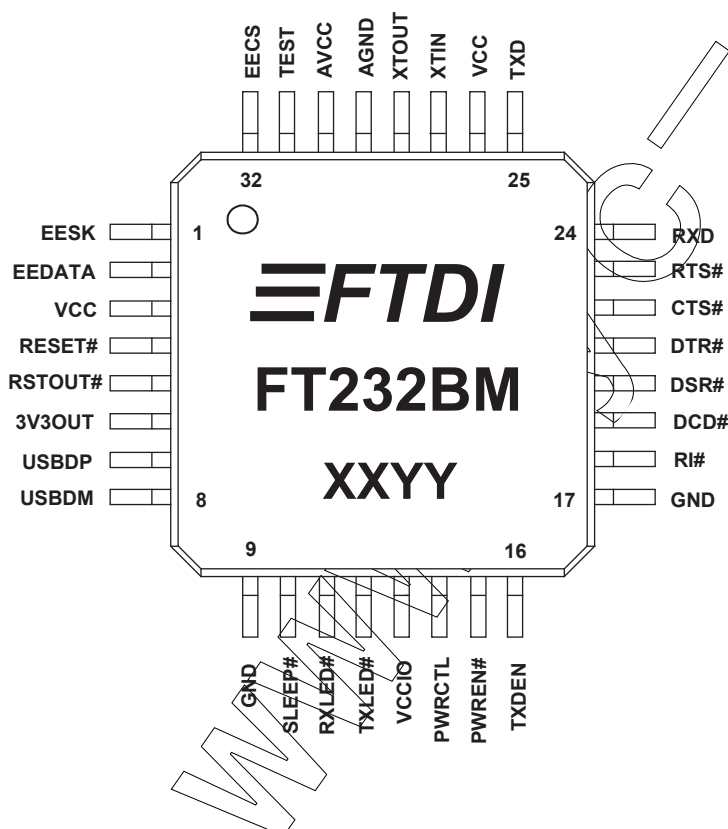 EECS
TEST
AVCC
AGND
XTOUT
XTIN
VCC
TXD
32
25
EESK
1
24
RXD
EEDATA
RTS#
VCC
CTS#
RESET#
DTR#
RSTOUT#
DSR#
3V3OUT
DCD#
USBDP
RI#
USBDM
8
17
GND
FTDI
FT232BM
XXYY
9
16
GND
SLEEP#
RXLED#
TXLED#
VCCIO
PWRCTL
PWREN#
TXDEN